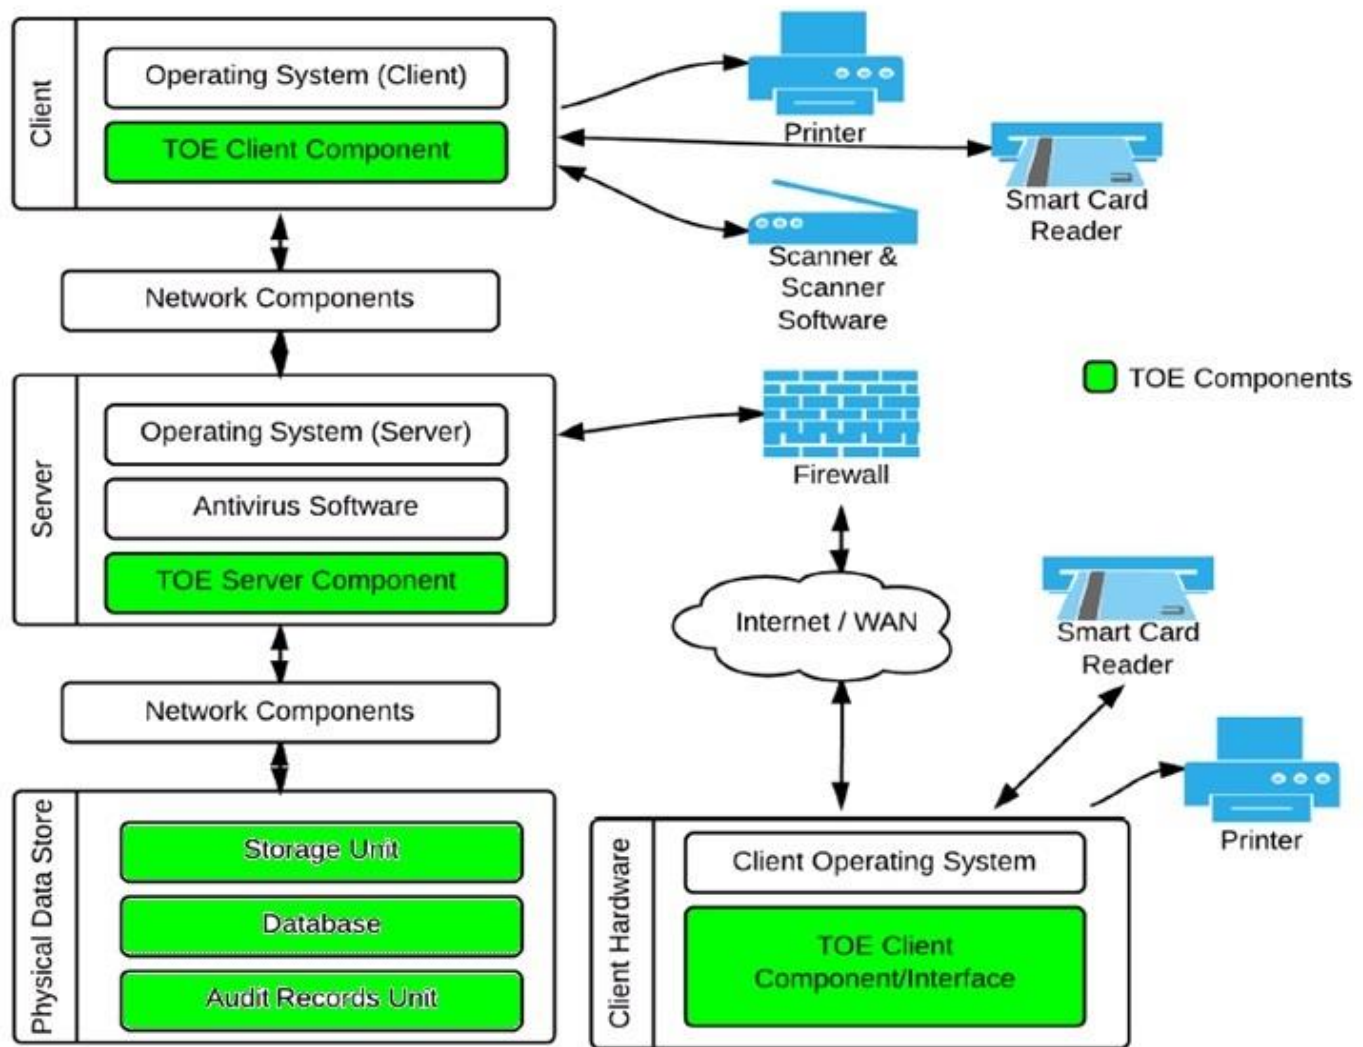 Client
Operating System (Client)
TOE Client Component
Printer
Smart Card
Reader
Scanner &
Scanner
Software
Network Components
Server
Operating System (Server)
Antivirus Software
TOE Server Component
Firewall
TOE Components
Internet / WAN
Smart Card
Reader
Network Components
Physical Data Store
Storage Unit
Database
Audit Records Unit
Client Hardware
Client Operating System
TOE Client
Component/Interface
Printer